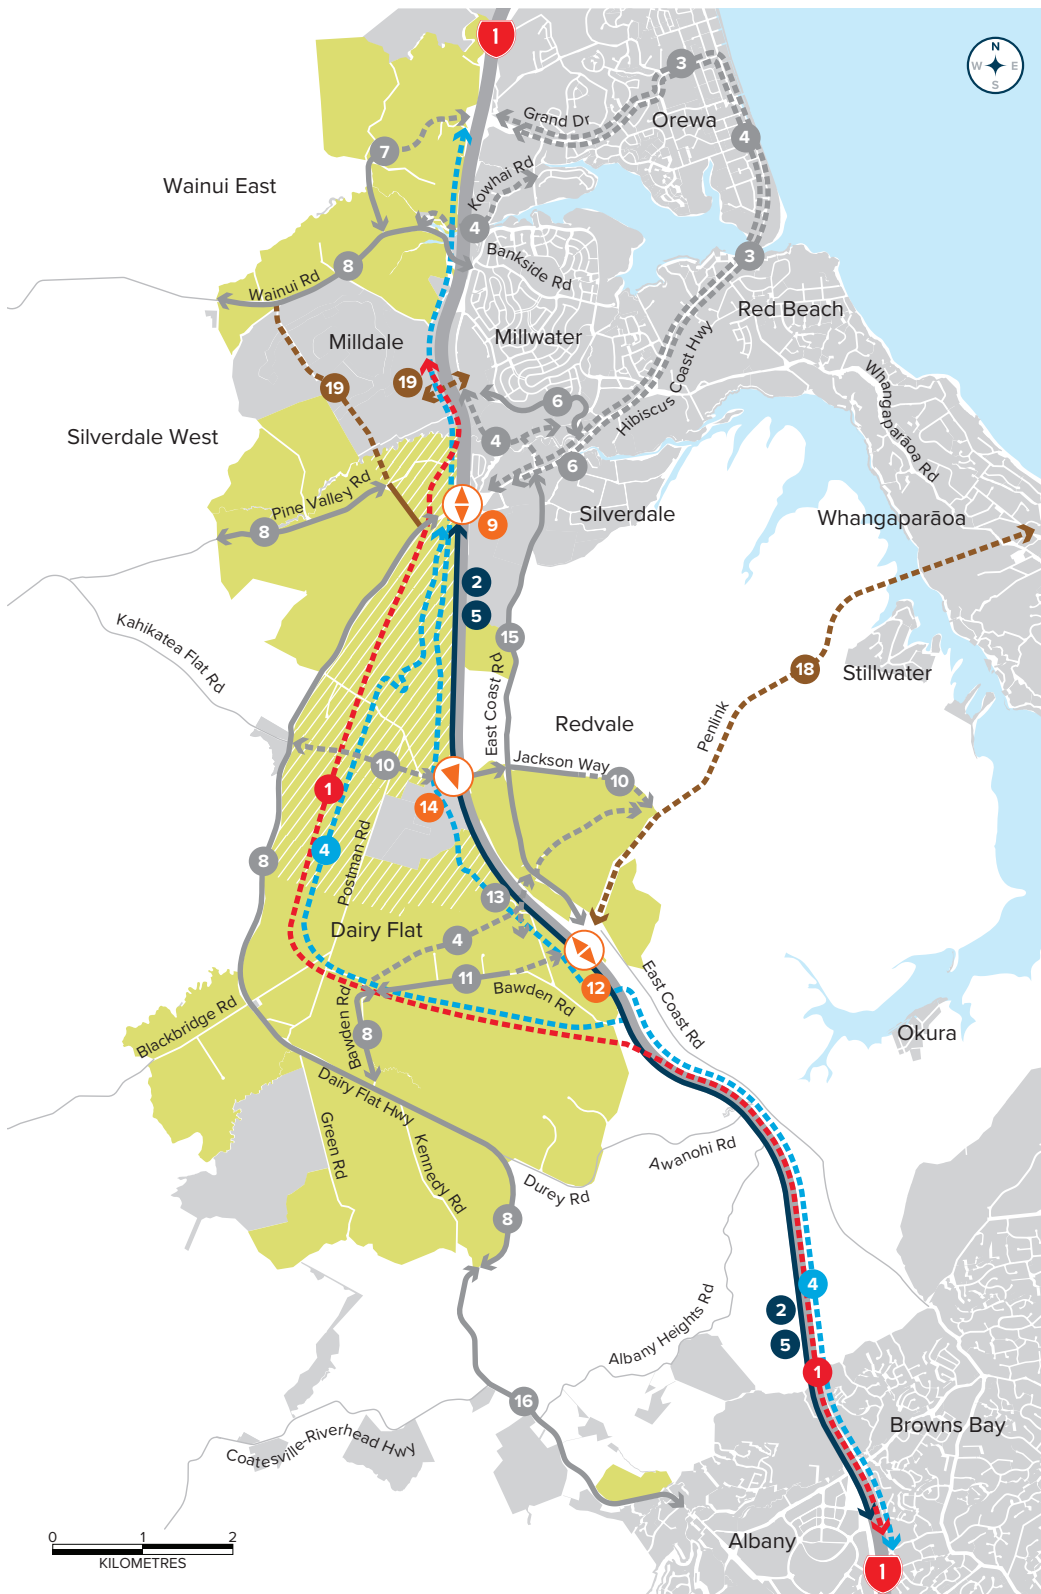 1
N
W E
S
3
Grand Dr
Orewa
4
7
Kowhai Rd
Wainui East
4
Bankside Rd
3
8
Wainui Rd
Red Beach
Milldale
Millwater
Hibiscus Coast Hwy
Whangaparāoa Rd
19
19
6
Silverdale West
4
6
Pine Valley Rd
9
Silverdale
Whangaparāoa
8
2
5
Kahikatea Flat Rd
15
East Coast Rd
18
Stillwater
Penlink
Redvale
Jackson Way
10
10
1
14
4
Postman Rd
8
13
Dairy Flat
4
11
12
Bawden Rd
East Coast Rd
Bawden Rd
8
Blackbridge Rd
Okura
Dairy Flat Hwy
Green Rd
Kennedy Rd
Awanohi Rd
Durey Rd
8
4
2
5
Albany Heights Rd
1
16
Browns Bay
Coatesville-Riverhead Hwy
Albany
0 1 2
KILOMETRES
1